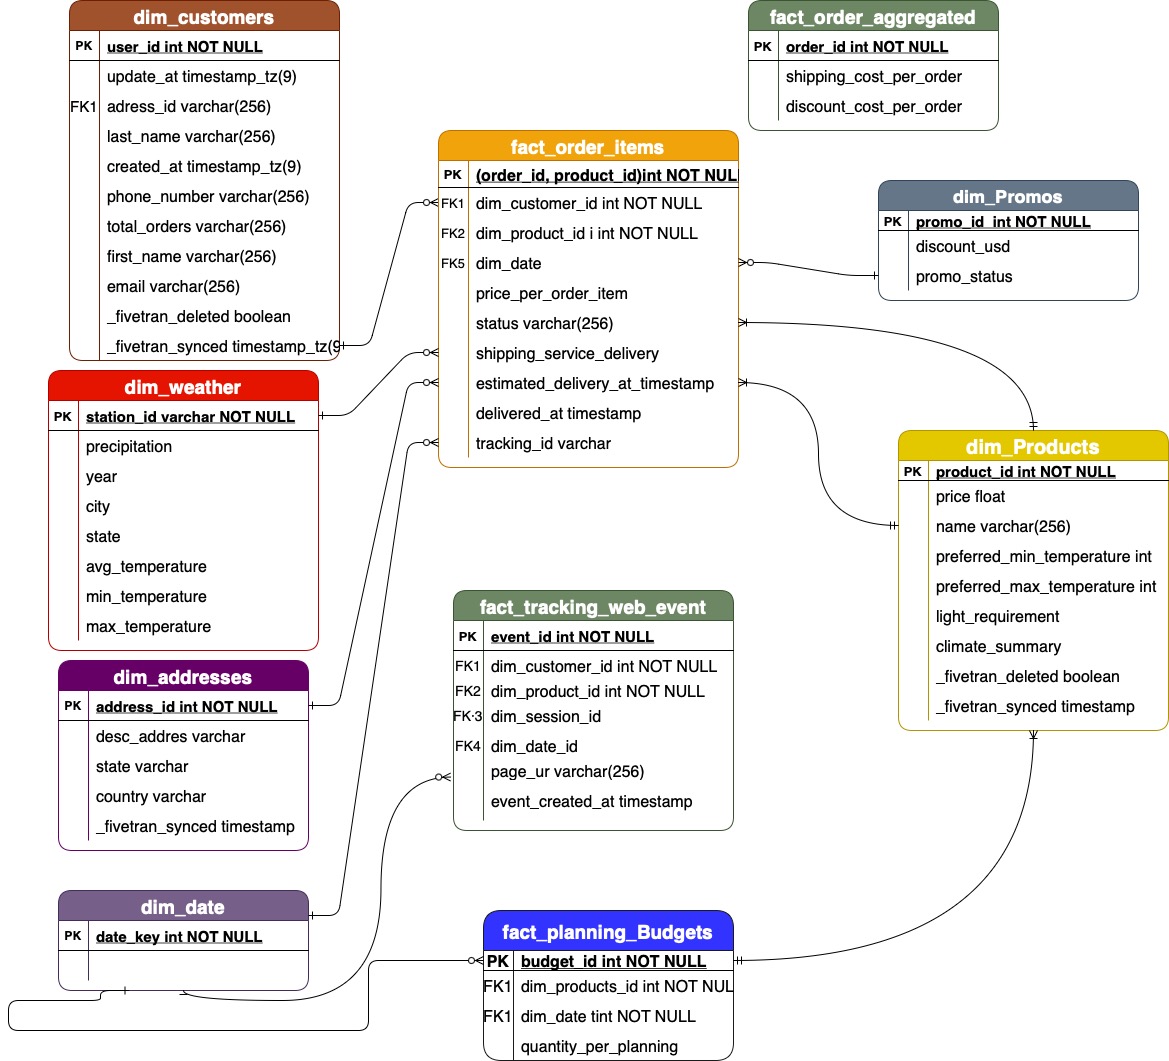 dim_customers
PK user_id int NOT NULL
update_at timestamp_tz(9)
FK1 adress_id varchar(256)
last_name varchar(256)
created_at timestamp_tz(9)
phone_number varchar(256)
total_orders varchar(256)
first_name varchar(256)
email varchar(256)
_fivetran_deleted boolean
_fivetran_synced timestamp_tz(9
fact_order_aggregated
PK order_id int NOT NULL
shipping_cost_per_order
discount_cost_per_order
fact_order_items
PK (order_id, product_id)int NOT NUL
FK1 dim_customer_id int NOT NULL
FK2 dim_product_id i int NOT NULL
FK5 dim_date
price_per_order_item
status varchar(256)
shipping_service_delivery
estimated_delivery_at_timestamp
delivered_at timestamp
tracking_id varchar
dim_Promos
PK promo_id_int NOT NULL
discount_usd
promo_status
dim_weather
PK station_id varchar NOT NULL
precipitation
year
city
state
avg_temperature
min_temperature
max_temperature
dim_Products
PK product_id int NOT NULL
price float
name varchar(256)
preferred_min_temperature int
preferred_max_temperature int
light_requirement
climate_summary
_fivetran_deleted boolean
_fivetran_synced timestamp
fact_tracking_web_event
PK event_id int NOT NULL
FK1 dim_customer_id int NOT NULL
FK2 dim_product_id int NOT NULL
FK·3 dim_session_id
FK4 dim_date_id
page_ur varchar(256)
event_created_at timestamp
dim_addresses
PK address_id int NOT NULL
desc_addres varchar
state varchar
country varchar
_fivetran_synced timestamp
dim_date
PK date_key int NOT NULL
fact_planning_Budgets
PK budget_id int NOT NULL
FK1 dim_products_id int NOT NUL
FK1 dim_date tint NOT NULL
quantity_per_planning